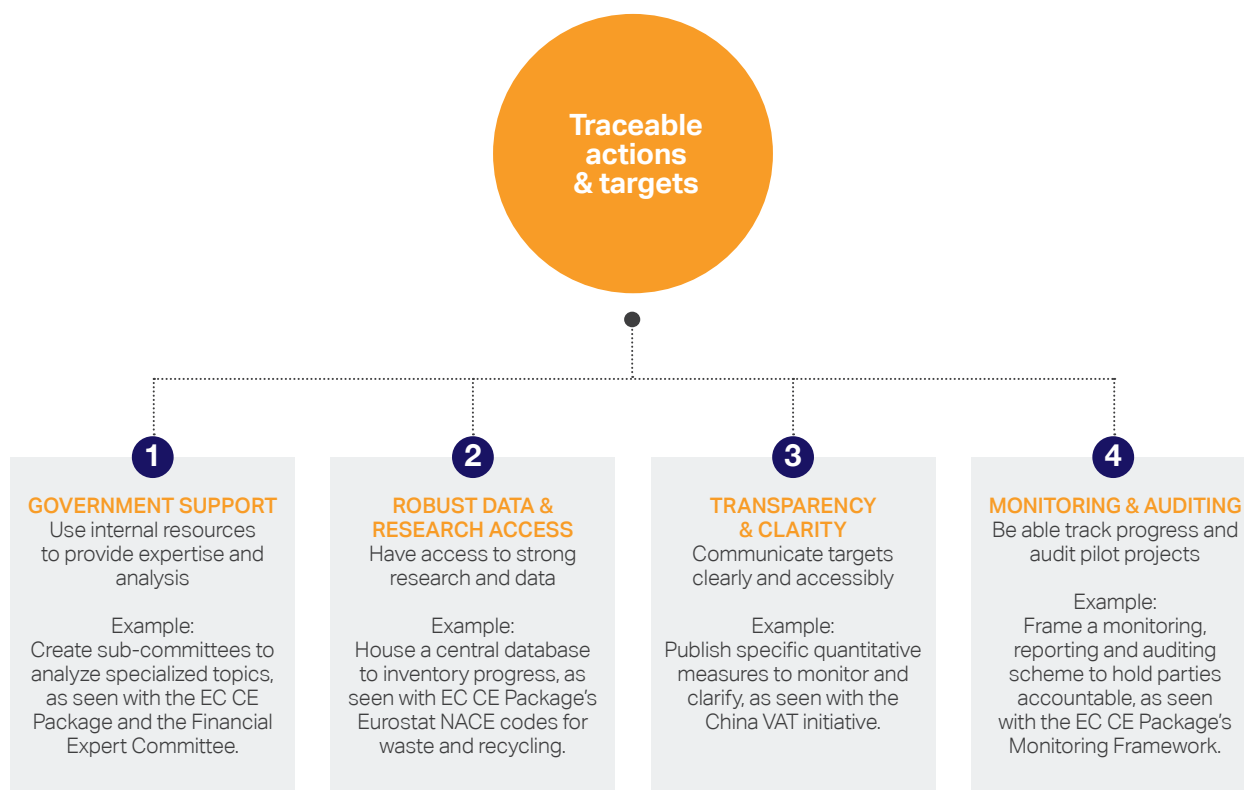 Traceable
actions
& targets
1
GOVERNMENT SUPPORT
Use internal resources
to provide expertise and
analysis
Example:
Create sub-committees to
analyze specialized topics,
as seen with the EC CE
Package and the Financial
Expert Committee.
2
ROBUST DATA &
RESEARCH ACCESS
Have access to strong
research and data
Example:
House a central database
to inventory progress, as
seen with EC CE Package's
Eurostat NACE codes for
waste and recycling.
3
TRANSPARENCY
& CLARITY
Communicate targets
clearly and accessibly
Example:
Publish specific quantitative
measures to monitor and
clarify, as seen with the
China VAT initiative.
4
MONITORING & AUDITING
Be able track progress and
audit pilot projects
Example:
Frame a monitoring,
reporting and auditing
scheme to hold parties
accountable, as seen
with the EC CE Package's
Monitoring Framework.